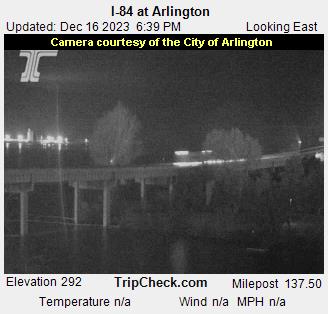 I-84 at Arlington
Updated: Dec 16 2023 6:39 PM Looking East
Camera courtesy of the City of Arlington
Elevation 292 TripCheck.com Milepost 137.50
Temperature n/a Wind n/a MPH n/a